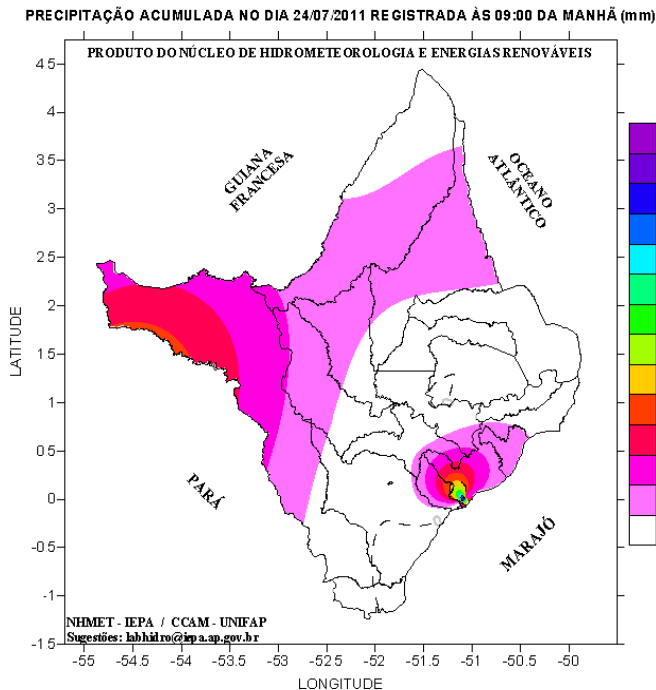 PRECIPITAÇÃO ACUMULADA NO DIA 24/07/2011 REGISTRADA ÀS 09:00 DA MANHÃ (mm)
PRODUTO DO NÚCLEO DE HIDROMETEOROLOGIA E ENERGIAS RENOVÁVEIS
4.5
4
3.5
3
2.5
2
1.5
1
0.5
0
-0.5
-1
-1.5
LATITUDE
GUIANA
FRANCESA
OCEANO
ATLÂNTICO
PARÁ
MARAJÓ
0
0
NHMET - IEPA / CCAM - UNIFAP
Sugestões: labhidro@iepa.ap.gov.br
-55 -54.5 -54 -53.5 -53 -52.5 -52 -51.5 -51 -50.5 -50
LONGITUDE